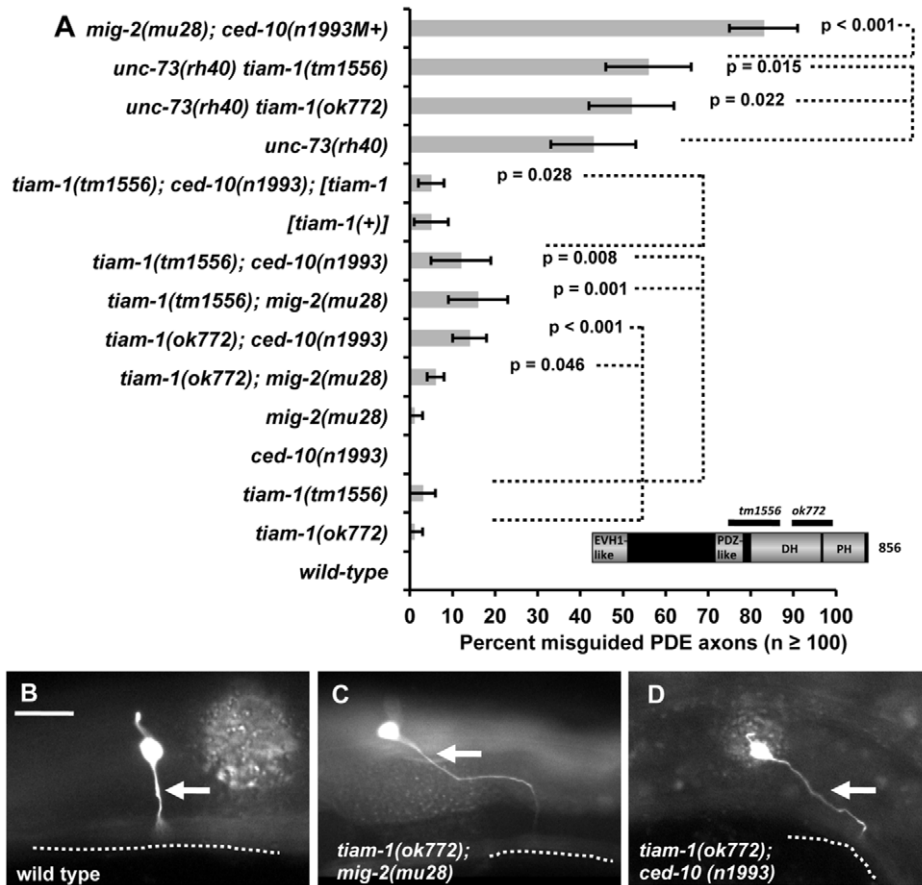 A
mig-2(mu28); ced-10(n1993M+)
p < 0.001
unc-73(rh40) tiam-1(tm1556)
p = 0.015
unc-73(rh40) tiam-1(ok772)
p = 0.022
unc-73(rh40)
tiam-1(tm1556); ced-10(n1993); [tiam-1
p = 0.028
[tiam-1(+)]
tiam-1(tm1556); ced-10(n1993)
p = 0.008
tiam-1(tm1556); mig-2(mu28)
p = 0.001
tiam-1(ok772); ced-10(n1993)
p < 0.001
tiam-1(ok772); mig-2(mu28)
p = 0.046
mig-2(mu28)
ced-10(n1993)
tiam-1(tm1556)
tiam-1(ok772)
wild-type
tm1556 ok772
EVH1-like
PDZ-like
DH
PH
856
0 10 20 30 40 50 60 70 80 90 100
Percent misguided PDE axons (n ≥ 100)
B
wild type
C
tiam-1(ok772);
mig-2(mu28)
D
tiam-1(ok772);
ced-10 (n1993)